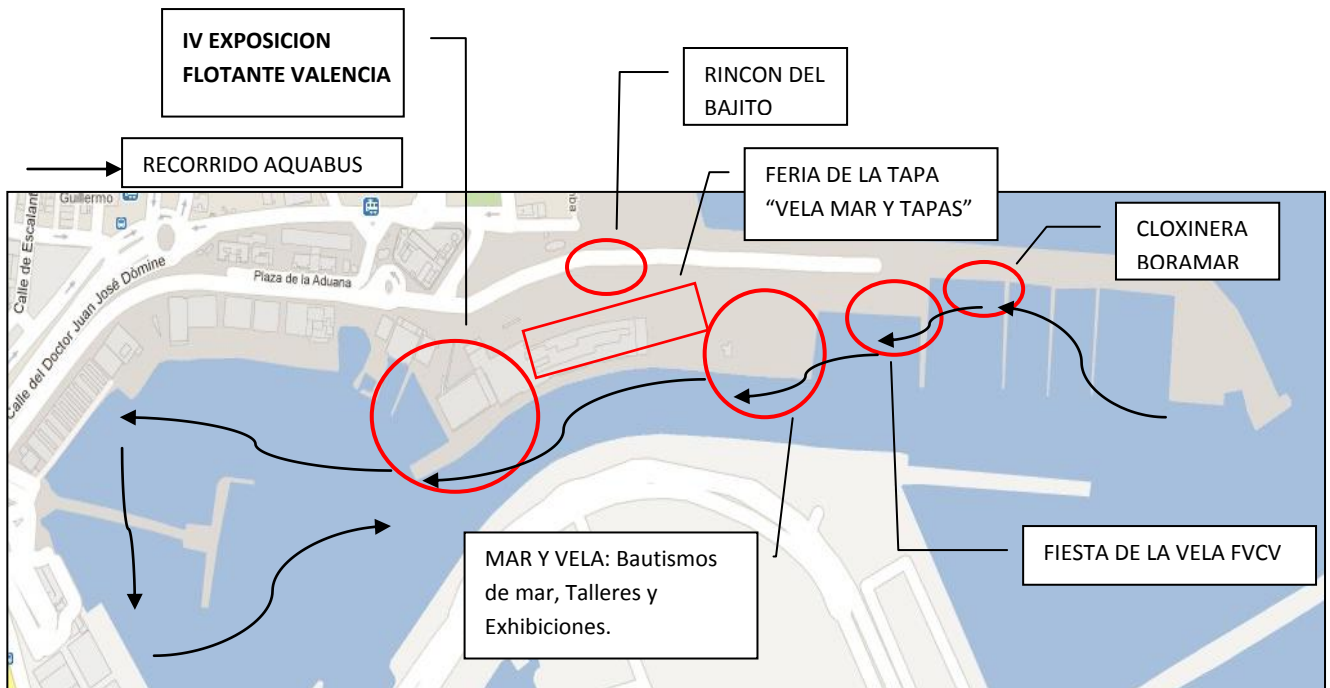 IV EXPOSICION
FLOTANTE VALENCIA
RINCON DEL
BAJITO
RECORRIDO AQUABUS
FERIA DE LA TAPA
“VELA MAR Y TAPAS”
CLOXINERA
BORAMAR
Guillermo
Calle de Escalant
Plaza de la Aduana
Calle del Doctor Juan José Dómine
MAR Y VELA: Bautismos
de mar, Talleres y
Exhibiciones.
FIESTA DE LA VELA FVCV